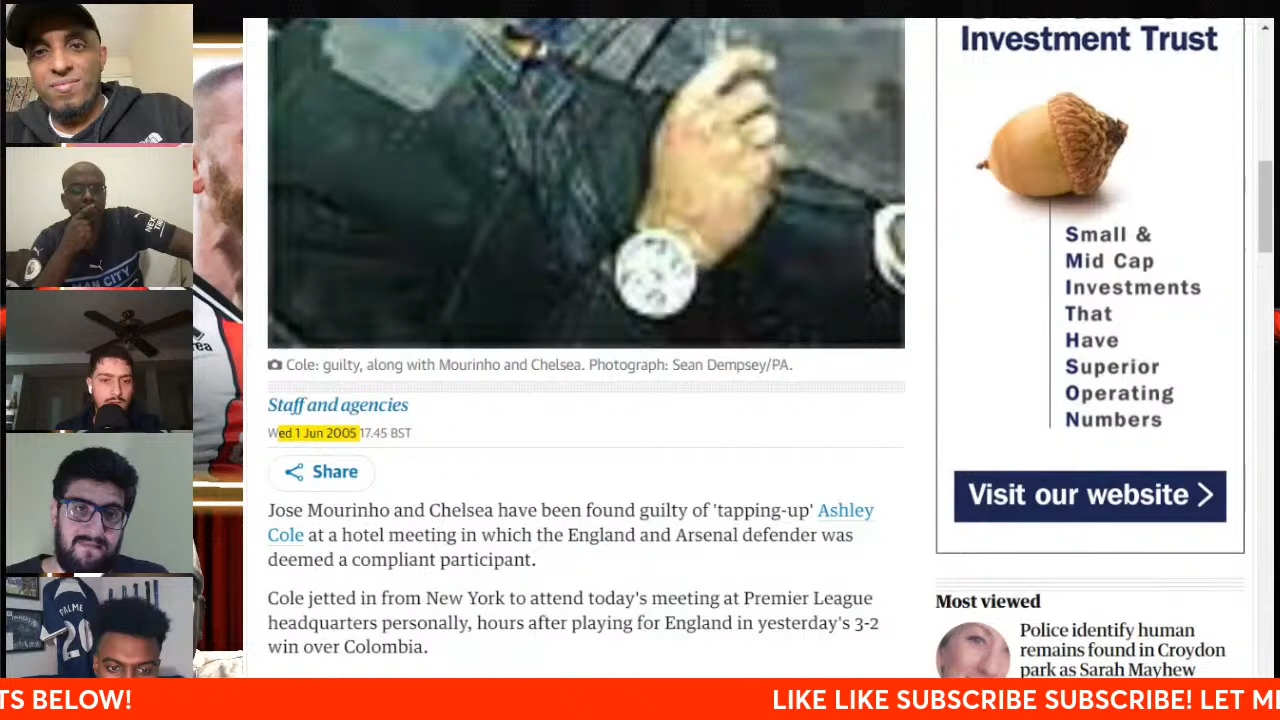 Investment Trust
Small &
Mid Cap
Investments
That
Have
Superior
Operating
Numbers
Visit our website
Cole: guilty, along with Mourinho and Chelsea. Photograph: Sean Dempsey/PA.
Staff and agencies
Wed 1 Jun 2005 17.45 BST
Share
Jose Mourinho and Chelsea have been found guilty of 'tapping-up' Ashley
Cole at a hotel meeting in which the England and Arsenal defender was
deemed a compliant participant.
Cole jetted in from New York to attend today's meeting at Premier League
headquarters personally, hours after playing for England in yesterday's 3-2
win over Colombia.
Most viewed
Police identify human
remains found in Croydon
park as Sarah Mayhew
MAN CITY
PALME
20
TS BELOW!
LIKE LIKE SUBSCRIBE SUBSCRIBE! LET ME